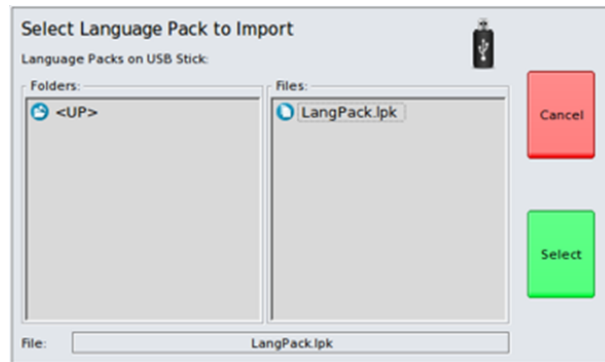 Select Language Pack to Import
Language Packs on USB Stick:
Folders:
<UP>
Files:
LangPack.lpk
Cancel
Select
File:
LangPack.lpk